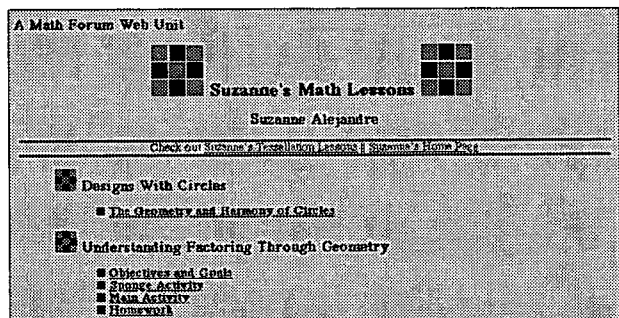 A Math Forum Web Unit
Suzanne's Math Lessons
Suzanne Alejandre
Check out Suzanne's Tessellation Lessons || Suzanne's Home Page
Designs With Circles
The Geometry and Harmony of Circles
Understanding Factoring Through Geometry
Objectives and Goals
Sponge Activity
Main Activity
Homework